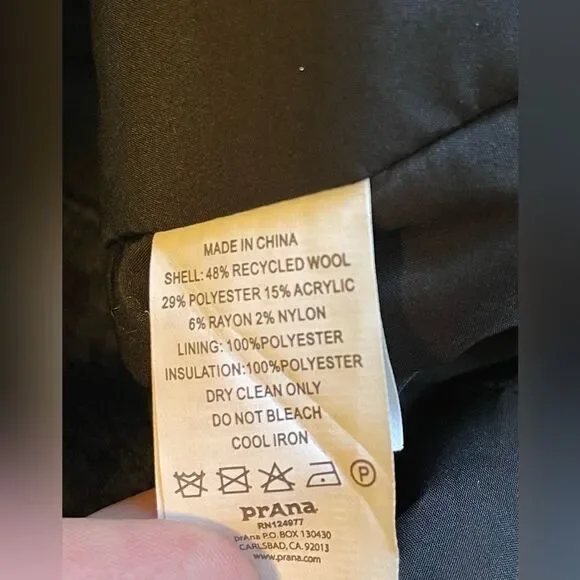 MADE IN CHINA
SHELL: 48% RECYCLED WOOL
29% POLYESTER 15% ACRYLIC
6% RAYON 2% NYLON
LINING: 100%POLYESTER
INSULATION:100%POLYESTER
DRY CLEAN ONLY
DO NOT BLEACH
COOL IRON
P
prAna
RN124977
prAna P.O. BOX 130430
CARLSBAD, CA. 92013
www.prana.com